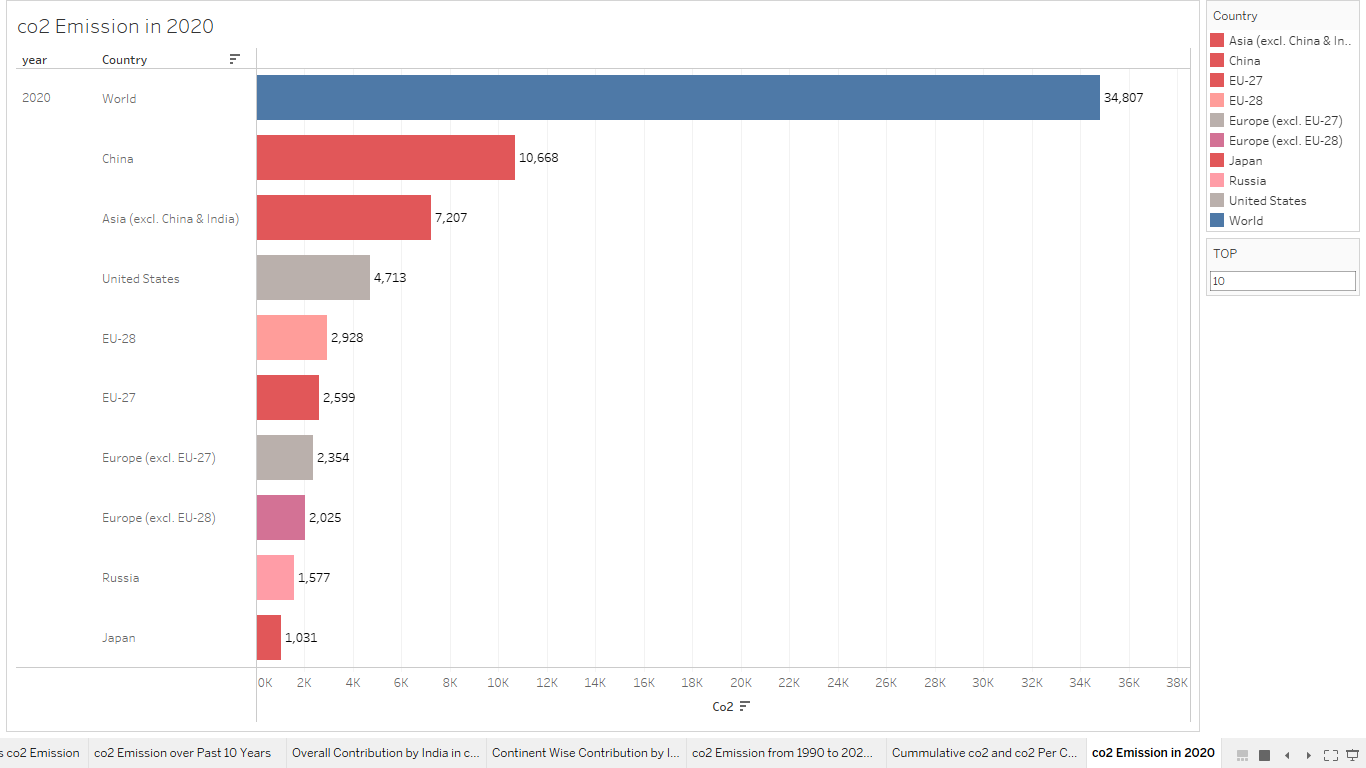 co2 Emission in 2020
year Country
2020 World 34,807
China 10,668
Asia (excl. China & India) 7,207
United States 4,713
EU-28 2,928
EU-27 2,599
Europe (excl. EU-27) 2,354
Europe (excl. EU-28) 2,025
Russia 1,577
Japan 1,031
0K 2K 4K 6K 8K 10K 12K 14K 16K 18K 20K 22K 24K 26K 28K 30K 32K 34K 36K 38K
Co2
Country
Asia (excl. China & In..
China
EU-27
EU-28
Europe (excl. EU-27)
Europe (excl. EU-28)
Japan
Russia
United States
World
TOP
10
s co2 Emission co2 Emission over Past 10 Years Overall Contribution by India in c... Continent Wise Contribution by I... co2 Emission from 1990 to 202... Cummulative co2 and co2 Per C... co2 Emission in 2020